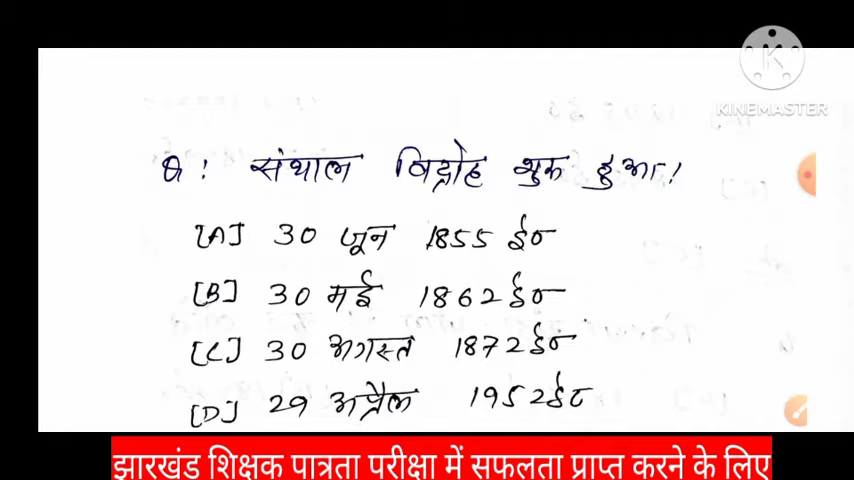 KINEMASTER
Q! संथाल विद्रोह शुरू हुआ!
[A] 30 जून 1855 ई०
[B] 30 मई 1862 ई०
[C] 30 अगस्त 1872 ई०
[D] 29 अप्रैल 1952 ई०
झारखंड शिक्षक पात्रता परीक्षा में सफलता प्राप्त करने के लिए